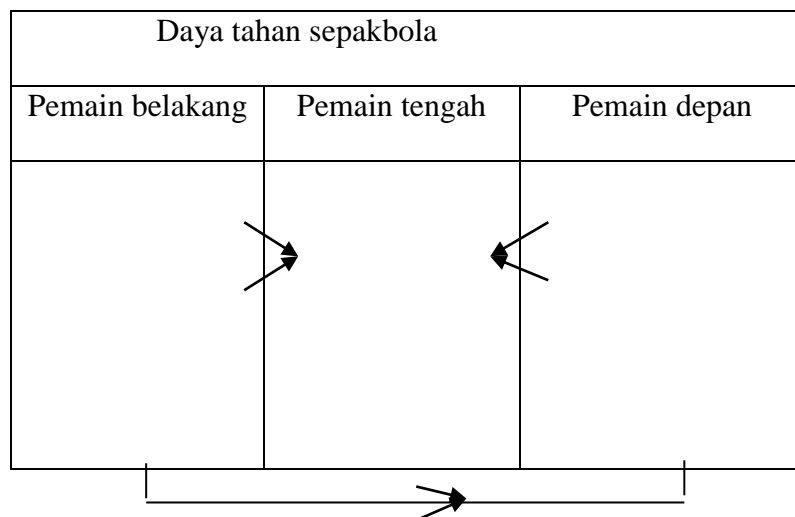 Daya tahan sepakbola
Pemain belakang
Pemain tengah
Pemain depan